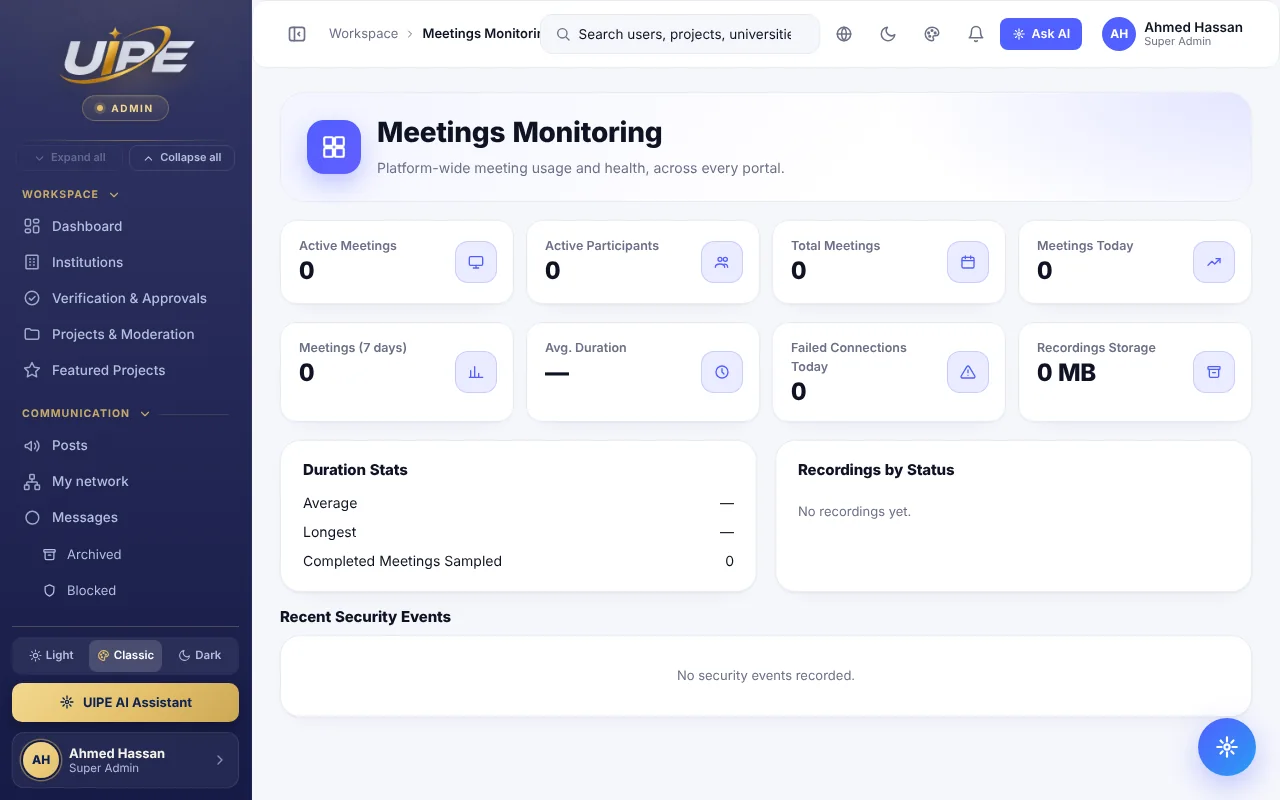 UIPE
ADMIN
Expand all
Collapse all
WORKSPACE
Dashboard
Institutions
Verification & Approvals
Projects & Moderation
Featured Projects
COMMUNICATION
Posts
My network
Messages
Archived
Blocked
Light
Classic
Dark
UIPE AI Assistant
AH
Ahmed Hassan
Super Admin
Workspace
Meetings Monitorin
Search users, projects, universitie
Ask AI
AH
Ahmed Hassan
Super Admin
Meetings Monitoring
Platform-wide meeting usage and health, across every portal.
Active Meetings
0
Active Participants
0
Total Meetings
0
Meetings Today
0
Meetings (7 days)
0
Avg. Duration
—
Failed Connections
Today
0
Recordings Storage
0 MB
Duration Stats
Average —
Longest —
Completed Meetings Sampled 0
Recordings by Status
No recordings yet.
Recent Security Events
No security events recorded.